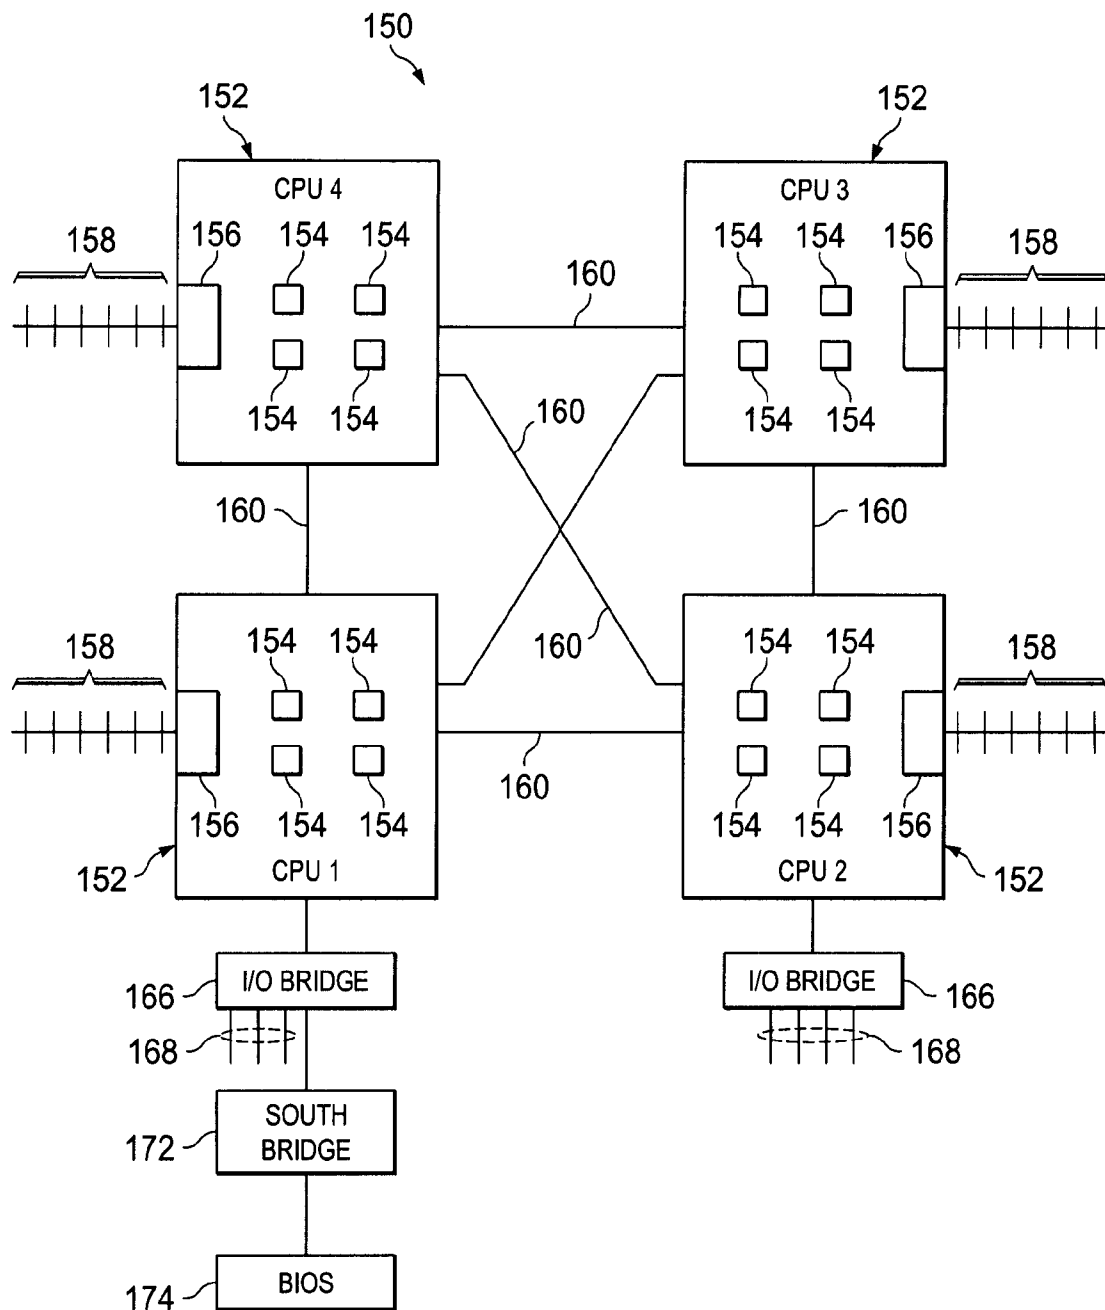 150
152 152
CPU 4 CPU 3
158 156 154 154 154 154 156 158
160
154 154 154 154
160
160 160
160
158 154 154 154 154 158
160
156 154 154 154 154 156
152 CPU 1 CPU 2 152
166 I/O BRIDGE I/O BRIDGE 166
168 168
172 SOUTH
BRIDGE
174 BIOS